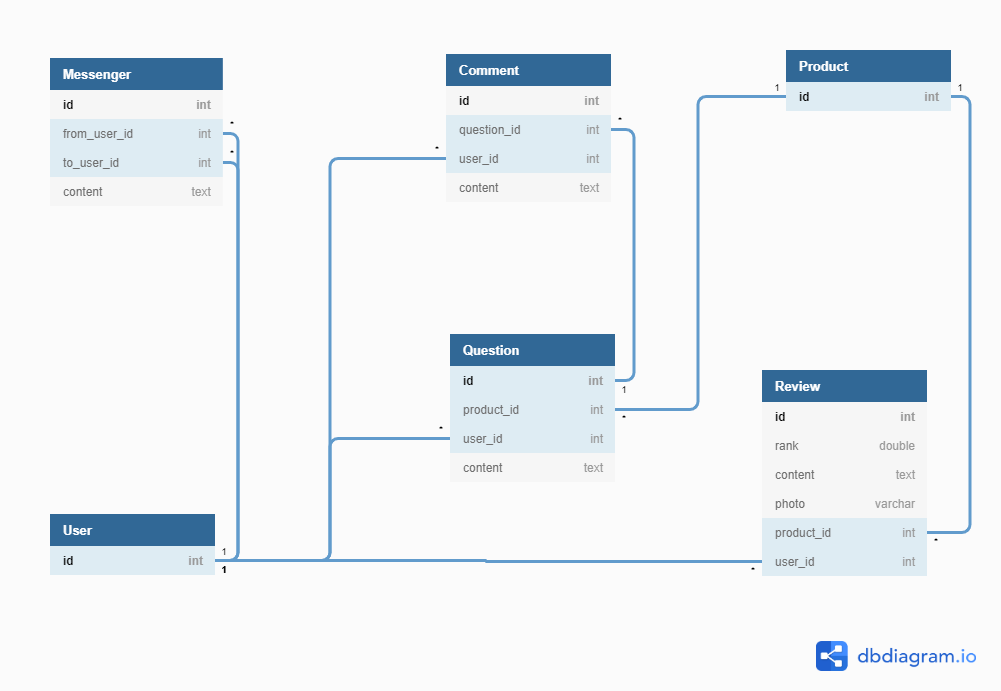 Messenger
id int
from_user_id int
to_user_id int
content text
*
*
Comment
id int
question_id int
user_id int
content text
*
*
Product
id int
1
1
Question
id int
product_id int
user_id int
content text
1
*
*
Review
id int
rank double
content text
photo varchar
product_id int
user_id int
*
*
User
id int
1
1
dbdiagram.io